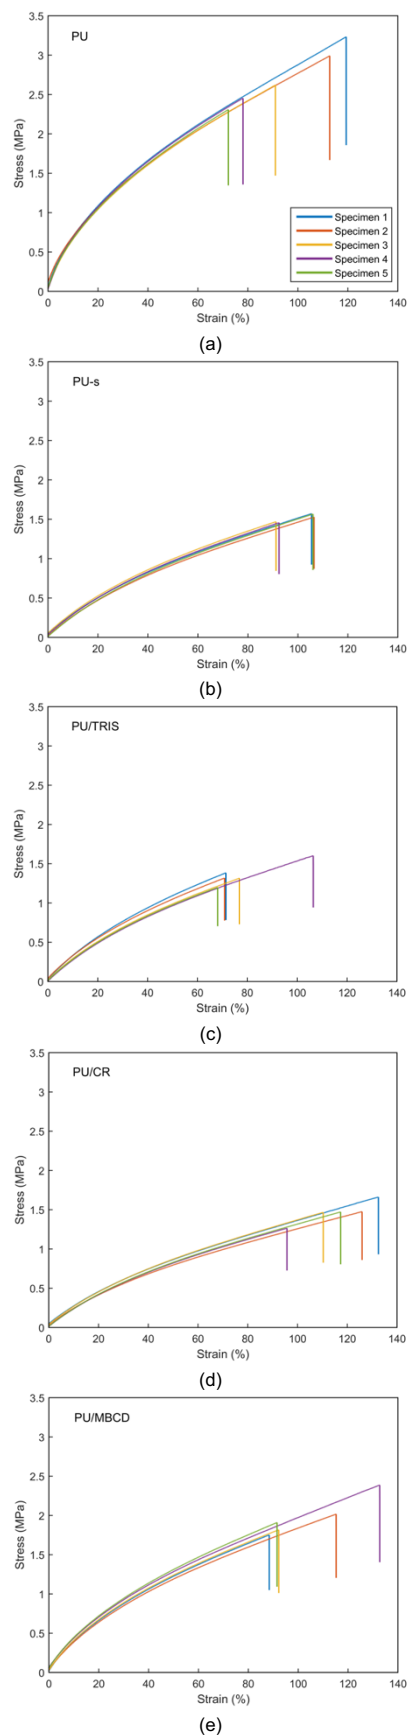 PU
3.5
3
2.5
2
1.5
1
0.5
0
Stress (MPa)
Specimen 1
Specimen 2
Specimen 3
Specimen 4
Specimen 5
0 20 40 60 80 100 120 140
Strain (%)
(a)
PU-s
3.5
3
2.5
2
1.5
1
0.5
0
Stress (MPa)
0 20 40 60 80 100 120 140
Strain (%)
(b)
PU/TRIS
3.5
3
2.5
2
1.5
1
0.5
0
Stress (MPa)
0 20 40 60 80 100 120 140
Strain (%)
(c)
PU/CR
3.5
3
2.5
2
1.5
1
0.5
0
Stress (MPa)
0 20 40 60 80 100 120 140
Strain (%)
(d)
PU/MBCD
3.5
3
2.5
2
1.5
1
0.5
0
Stress (MPa)
0 20 40 60 80 100 120 140
Strain (%)
(e)